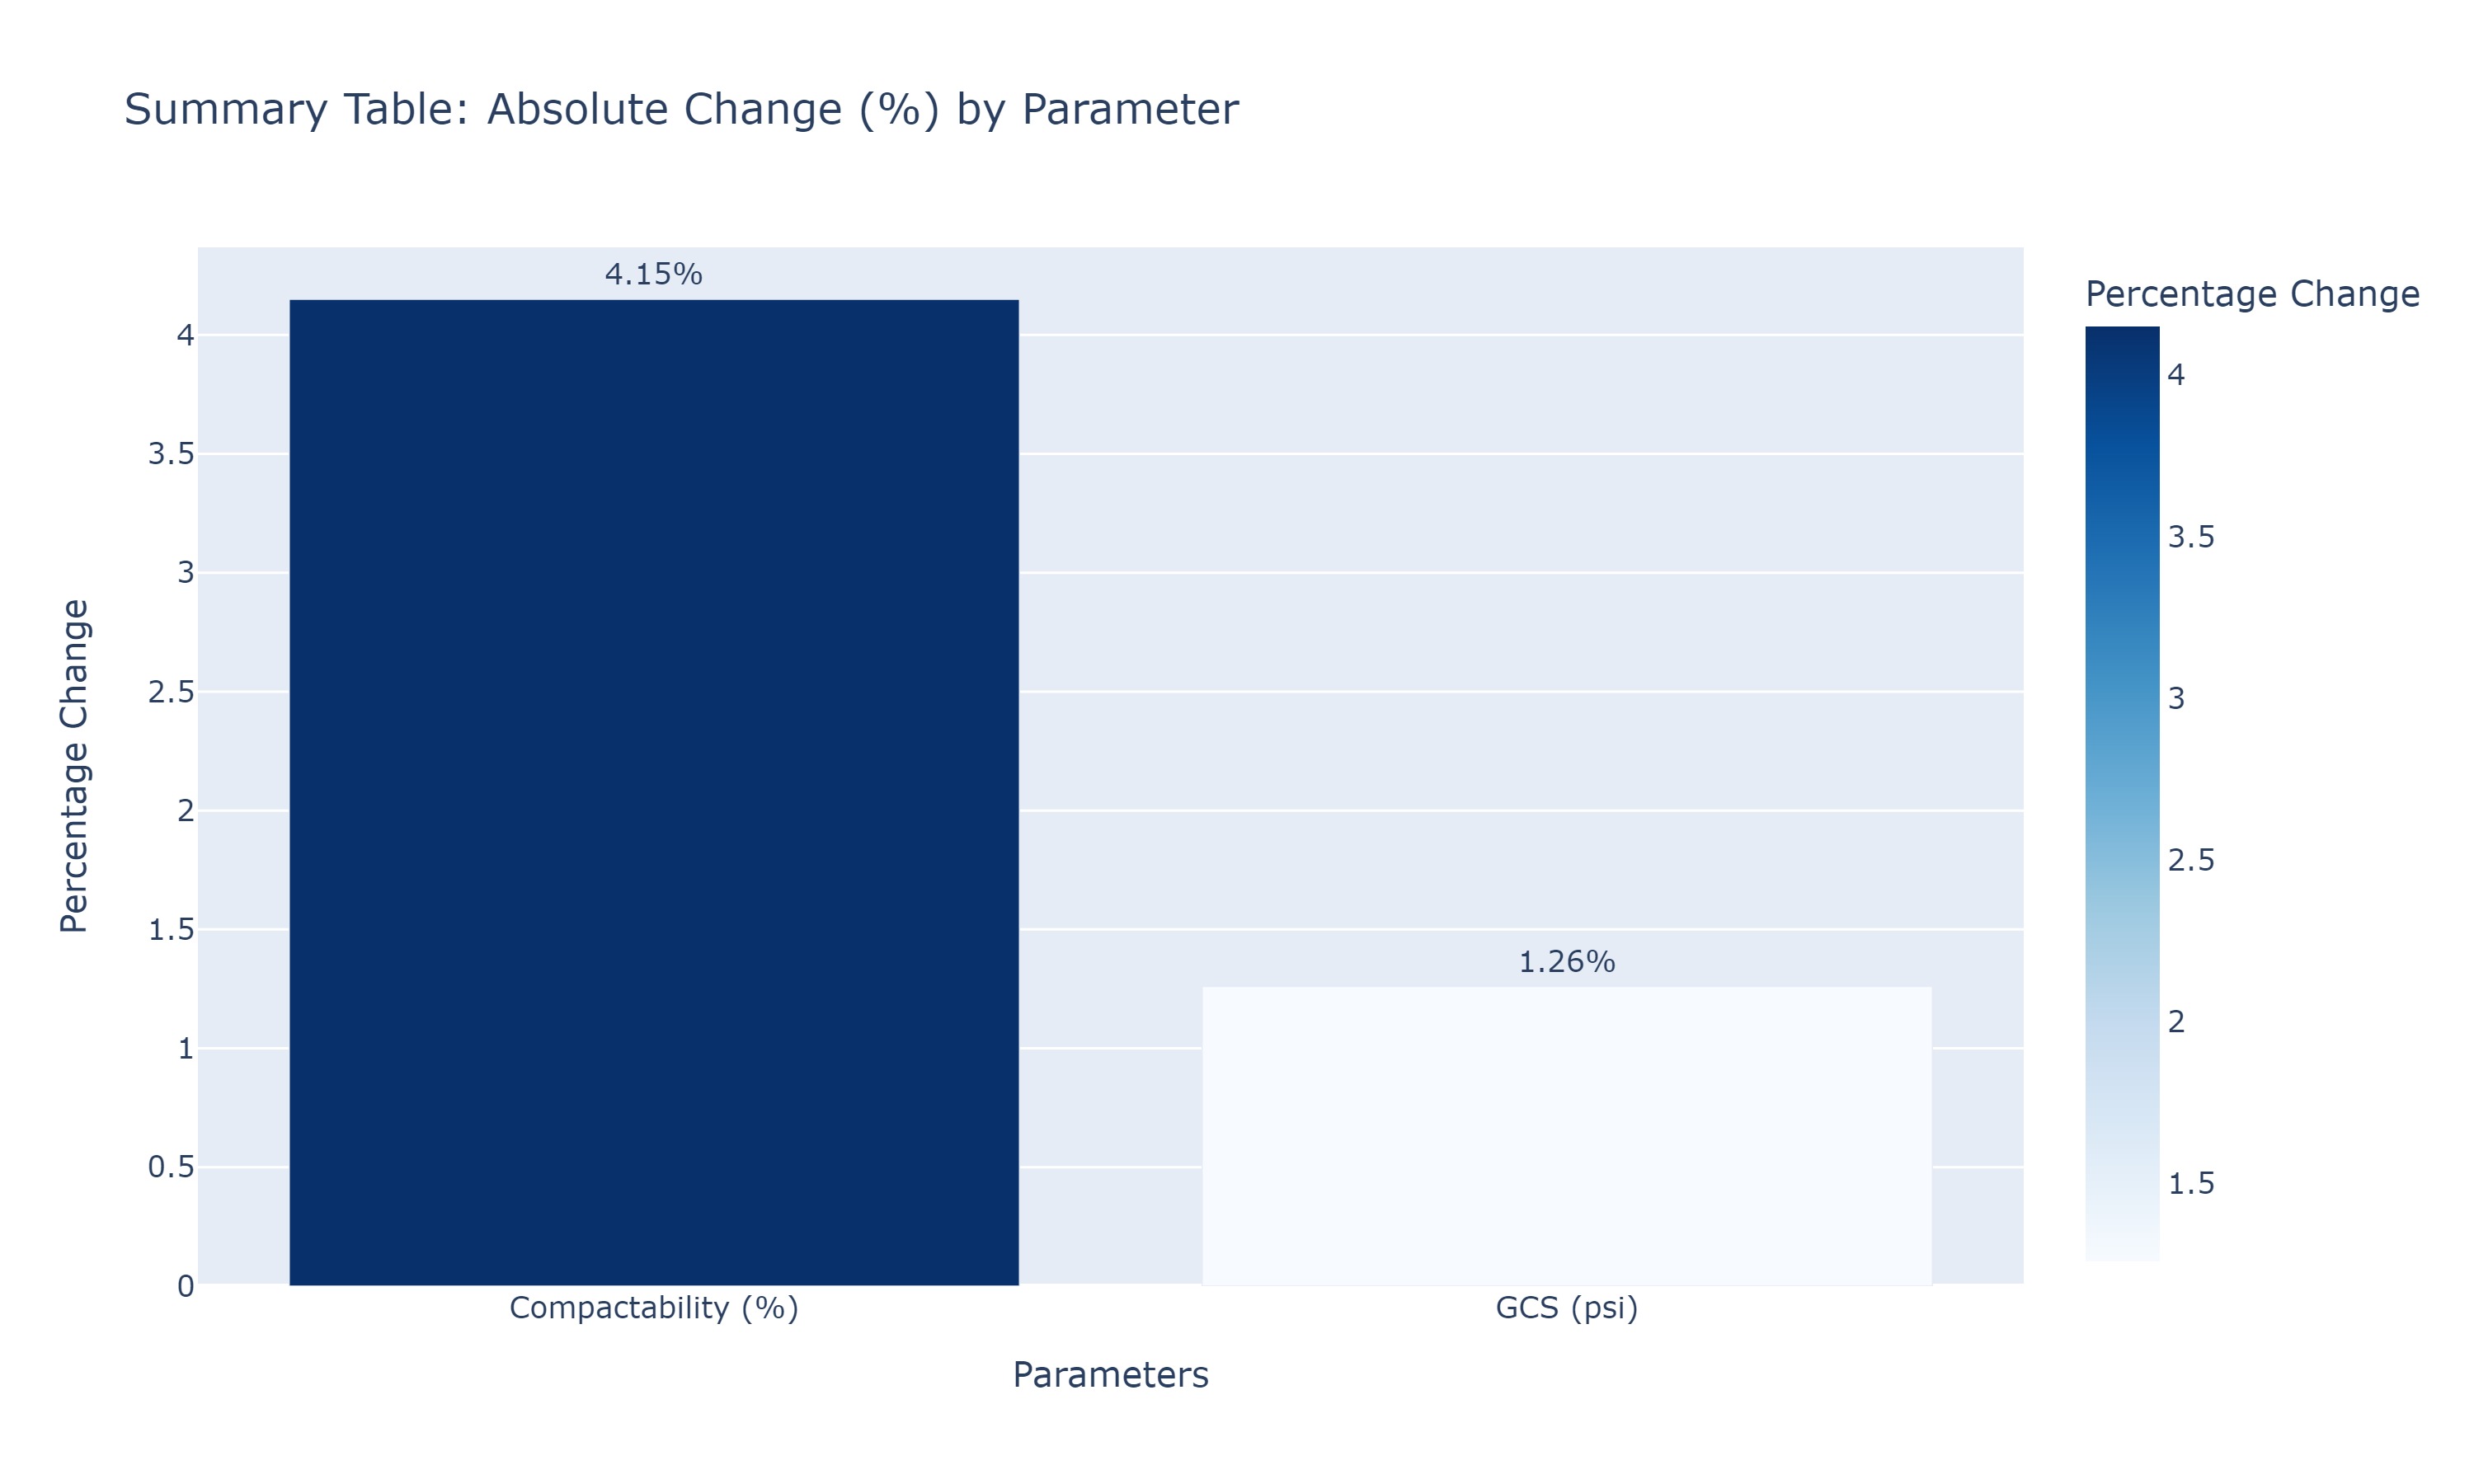 Summary Table: Absolute Change (%) by Parameter
Percentage Change
4.15%
4
3.5
3
2.5
2
1.5
1
0.5
0
1.26%
Compactability (%)
GCS (psi)
Parameters
Percentage Change
4
3.5
3
2.5
2
1.5